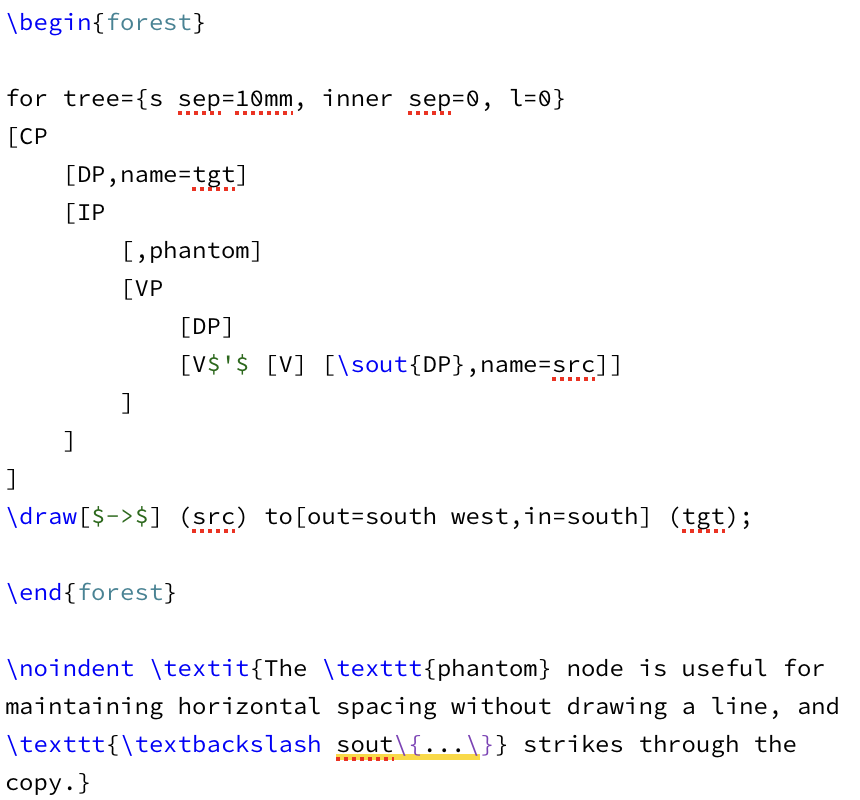 \begin{forest}
for tree={s sep=10mm, inner sep=0, l=0}
[CP
[DP,name=tgt]
[IP
[,phantom]
[VP
[DP]
[V$'$ [V] [\sout{DP},name=src]]
]
]
]
\draw[$->$] (src) to[out=south west,in=south] (tgt);
\end{forest}
\noindent \textit{The \texttt{phantom} node is useful for
maintaining horizontal spacing without drawing a line, and
\texttt{\textbackslash sout\{...\}} strikes through the
copy.}